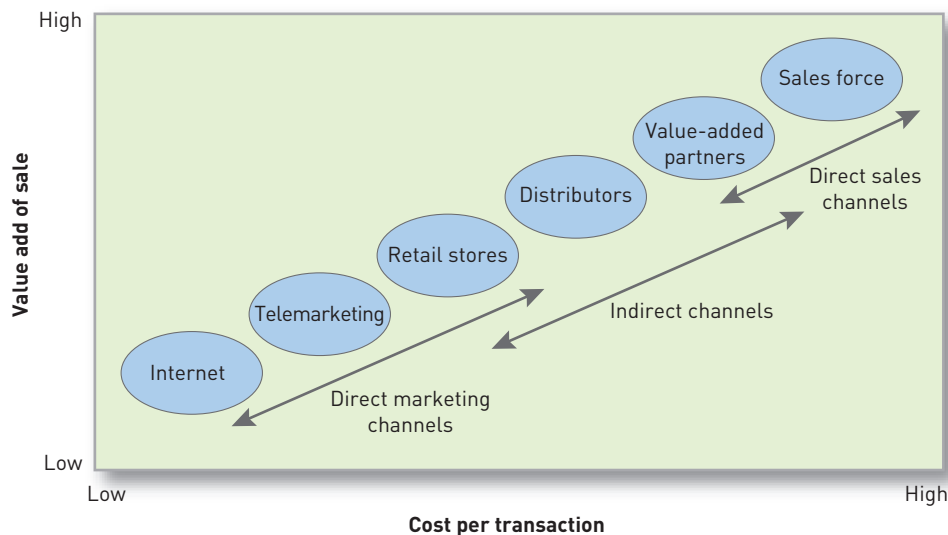 High
Sales force
Value-added
partners
Direct sales
channels
Distributors
Retail stores
Indirect channels
Telemarketing
Internet
Direct marketing
channels
Value add of sale
Low
Low
High
Cost per transaction